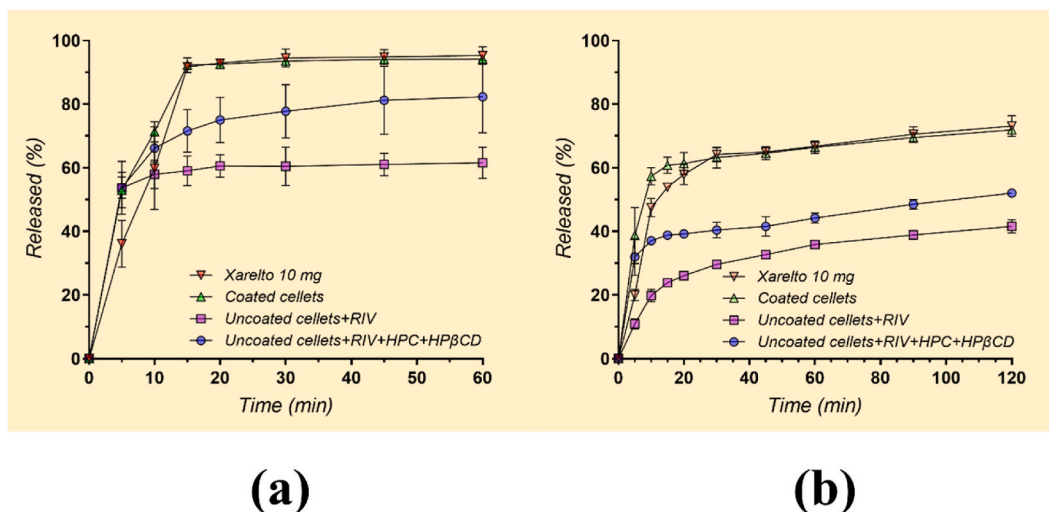 100
80
60
40
20
0
Released (%)
Xarelto 10 mg
Coated cellets
Uncoated cellets+RIV
Uncoated cellets+RIV+HPC+HPβCD
0 10 20 30 40 50 60
Time (min)
(a)
100
80
60
40
20
0
Released (%)
Xarelto 10 mg
Coated cellets
Uncoated cellets+RIV
Uncoated cellets+RIV+HPC+HPβCD
0 20 40 60 80 100 120
Time (min)
(b)